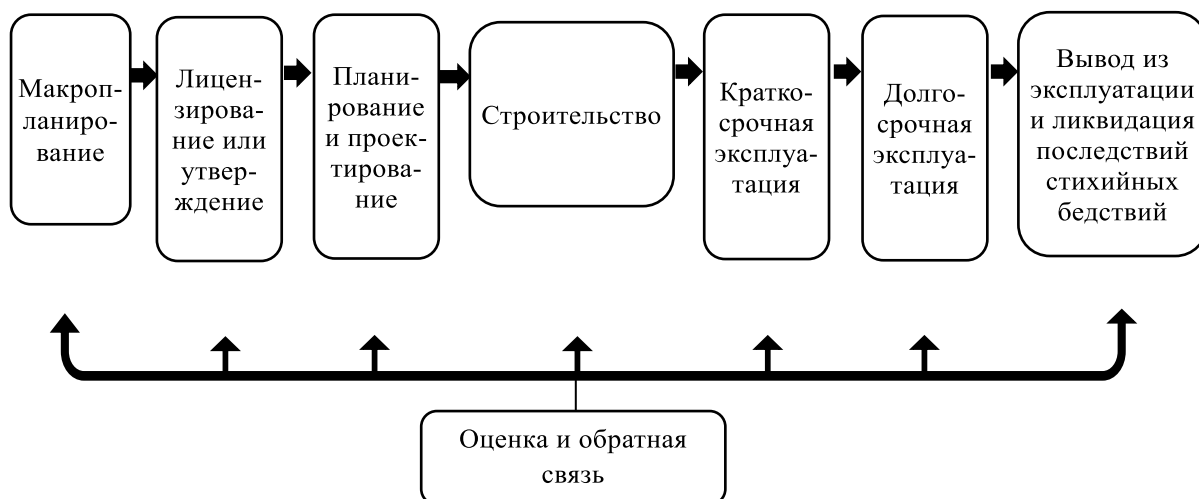 Макроп-
ланиро-
вание
Лицен-
зирова-
ние или
утвер-
ждение
Плани-
рование
и проек-
тирова-
ние
Строительство
Кратко-
срочная
эксплуа-
тация
Долго-
срочная
эксплуа-
тация
Вывод из
эксплуатации
и ликвидация
последствий
стихийных
бедствий
Оценка и обратная
связь